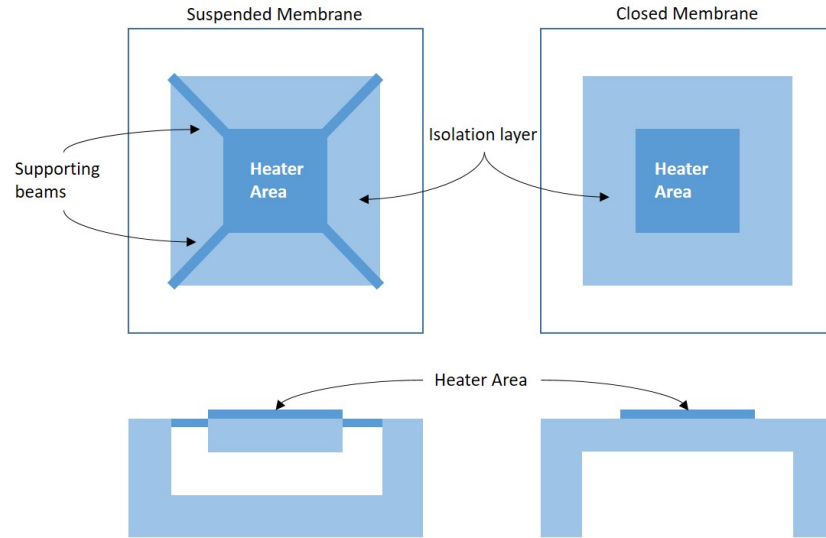 Suspended Membrane
Closed Membrane
Isolation layer
Supporting
beams
Heater
Area
Heater
Area
Heater Area